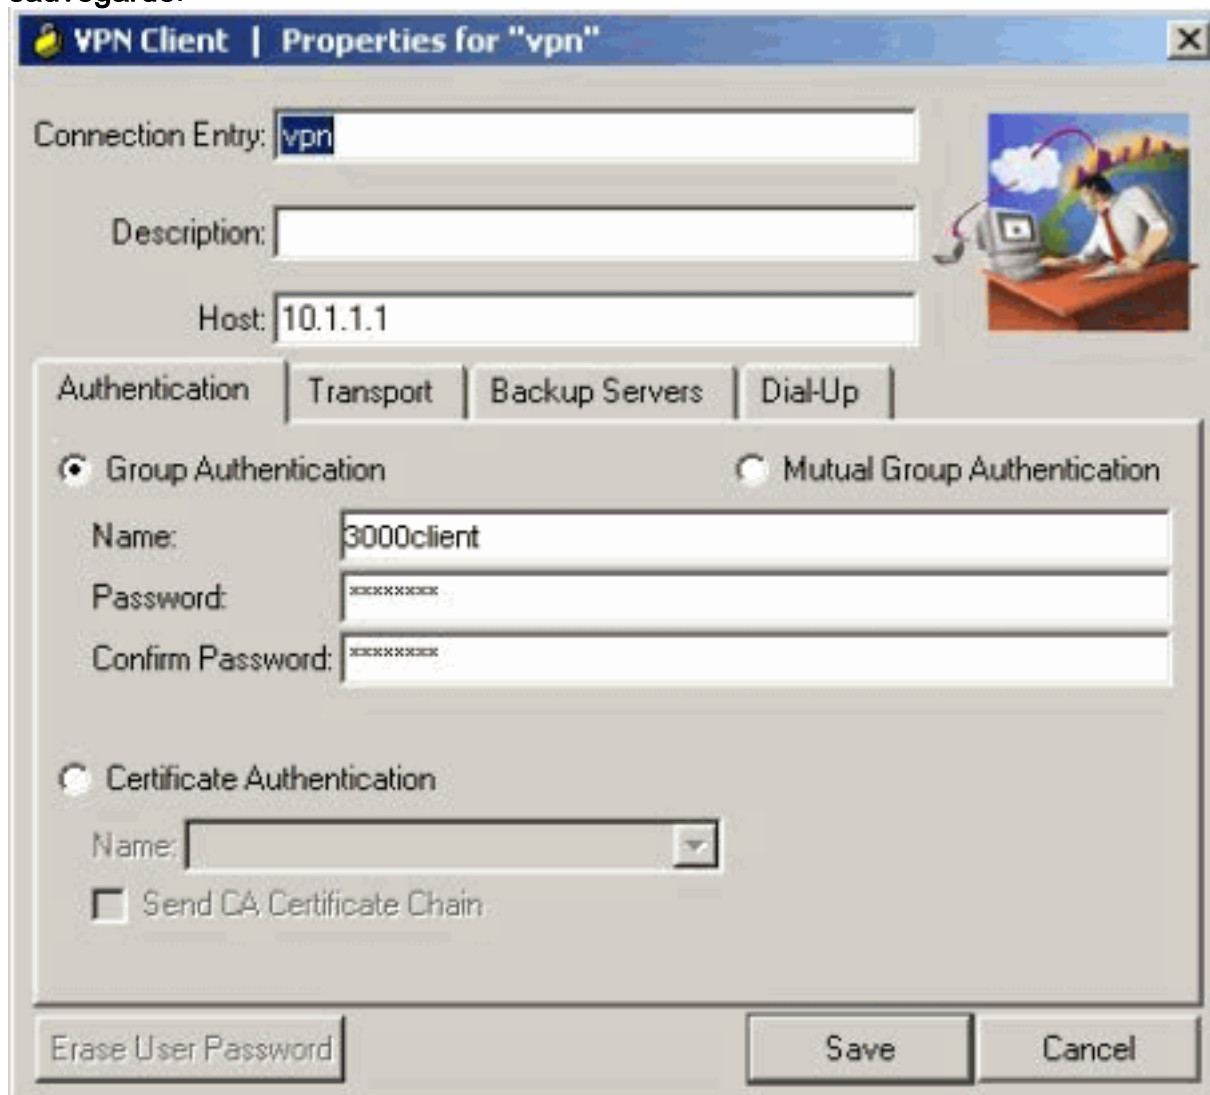 sauvegarde.
VPN Client | Properties for "vpn"
Connection Entry: vpn
Description:
Host: 10.1.1.1
Authentication Transport Backup Servers Dial-Up
Group Authentication Mutual Group Authentication
Name: 3000client
Password: ********
Confirm Password: ********
Certificate Authentication
Name:
Send CA Certificate Chain
Erase User Password Save Cancel